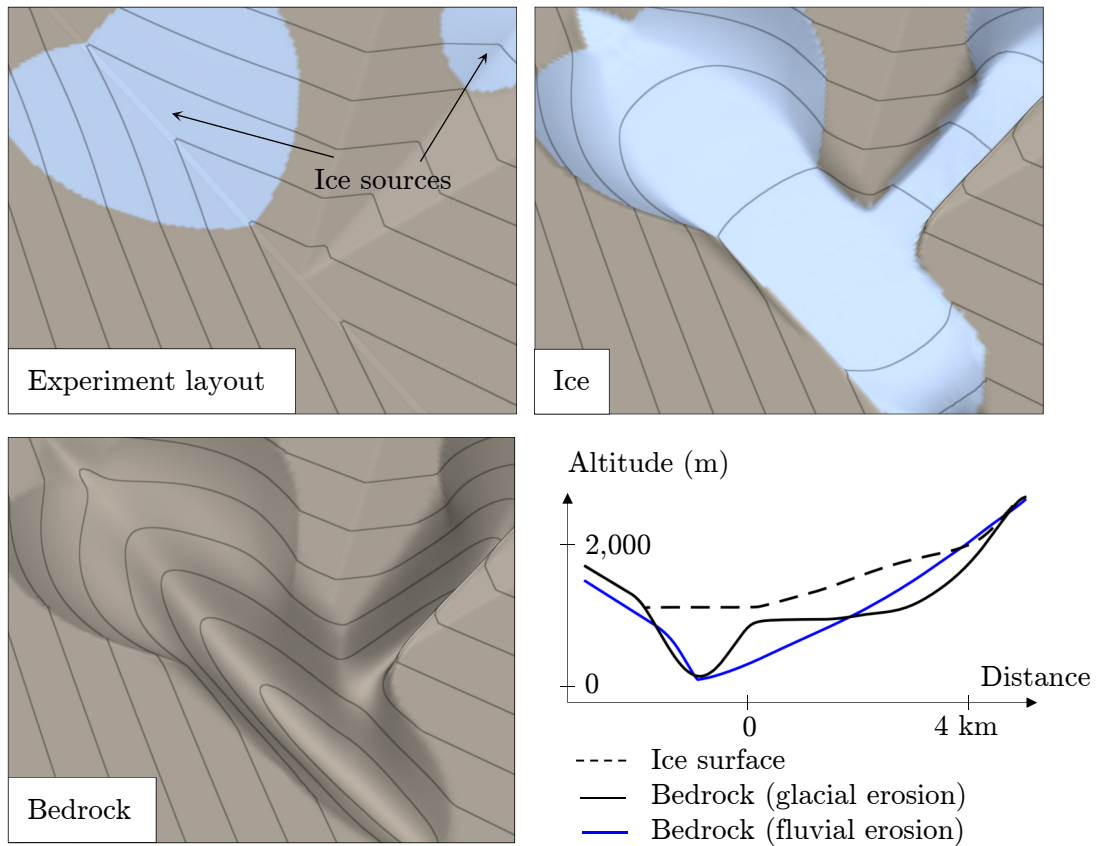 Ice sources
Experiment layout
Ice
Bedrock
Altitude (m)
2,000
0
Distance
0
4 km
Ice surface
Bedrock (glacial erosion)
Bedrock (fluvial erosion)